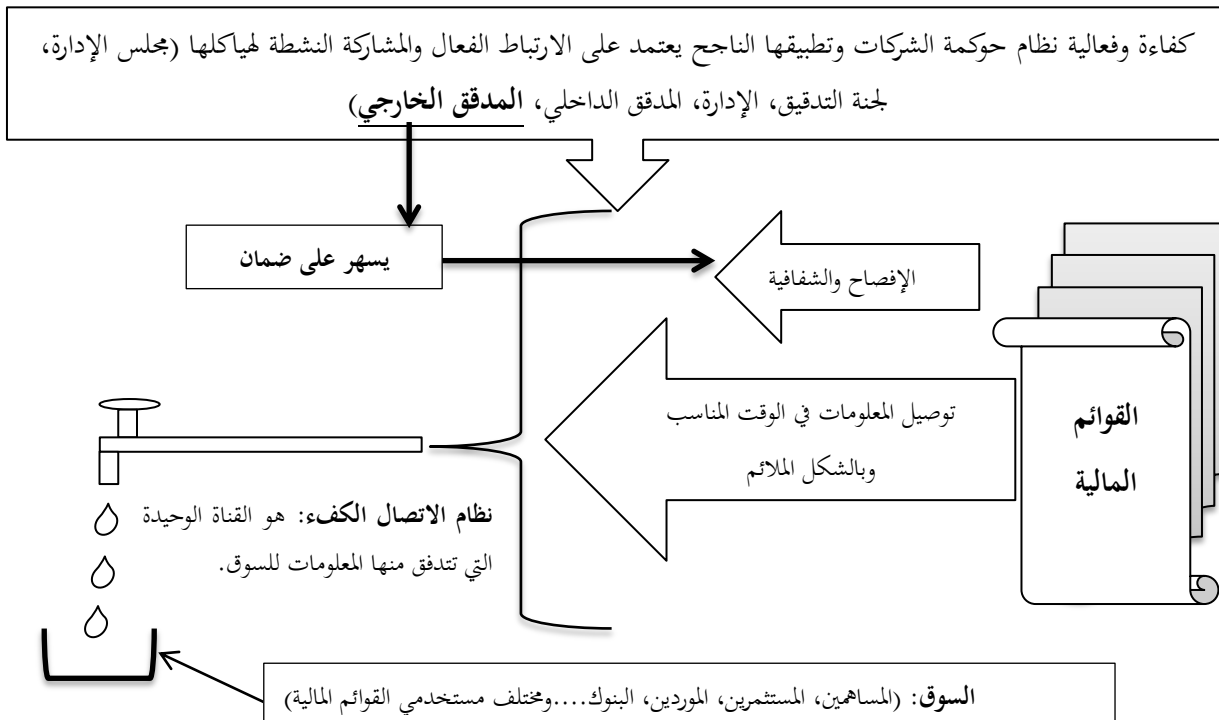 كفاءة وفعالية نظام حوكمة الشركات وتطبيقها الناجح يعتمد على الارتباط الفعال والمشاركة النشطة لهياكلها (مجلس الإدارة،
لجنة التدقيق، الإدارة، المدقق الداخلي، المدقق الخارجي)
يسهر على ضمان
الإفصاح والشفافية
القوائم
المالية
توصيل المعلومات في الوقت المناسب
وبالشكل الملائم
نظام الاتصال الكفء: هو القناة الوحيدة
التي تتدفق منها المعلومات للسوق.
السوق: (المساهمين، المستثمرين، الموردين، البنوك....ومختلف مستخدمي القوائم المالية)